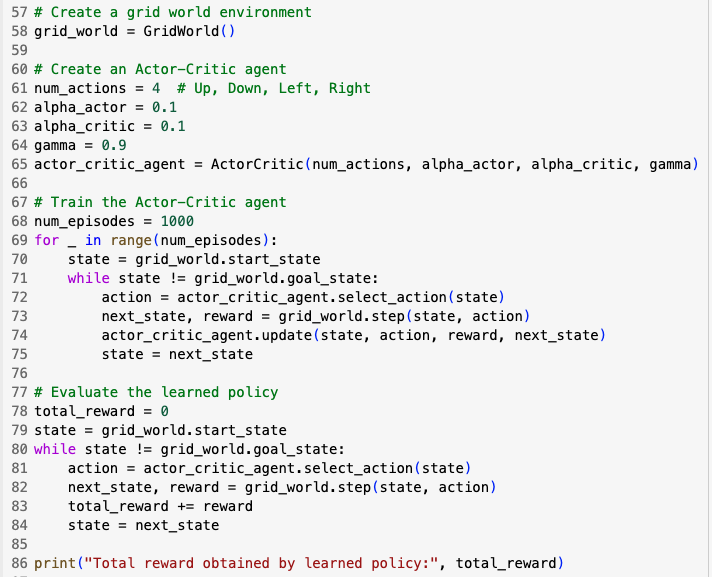 57 # Create a grid world environment
58 grid_world = GridWorld()
59
60 # Create an Actor-Critic agent
61 num_actions = 4  # Up, Down, Left, Right
62 alpha_actor = 0.1
63 alpha_critic = 0.1
64 gamma = 0.9
65 actor_critic_agent = ActorCritic(num_actions, alpha_actor, alpha_critic, gamma)
66
67 # Train the Actor-Critic agent
68 num_episodes = 1000
69 for _ in range(num_episodes):
70     state = grid_world.start_state
71     while state != grid_world.goal_state:
72         action = actor_critic_agent.select_action(state)
73         next_state, reward = grid_world.step(state, action)
74         actor_critic_agent.update(state, action, reward, next_state)
75         state = next_state
76
77 # Evaluate the learned policy
78 total_reward = 0
79 state = grid_world.start_state
80 while state != grid_world.goal_state:
81     action = actor_critic_agent.select_action(state)
82     next_state, reward = grid_world.step(state, action)
83     total_reward += reward
84     state = next_state
85
86 print("Total reward obtained by learned policy:", total_reward)